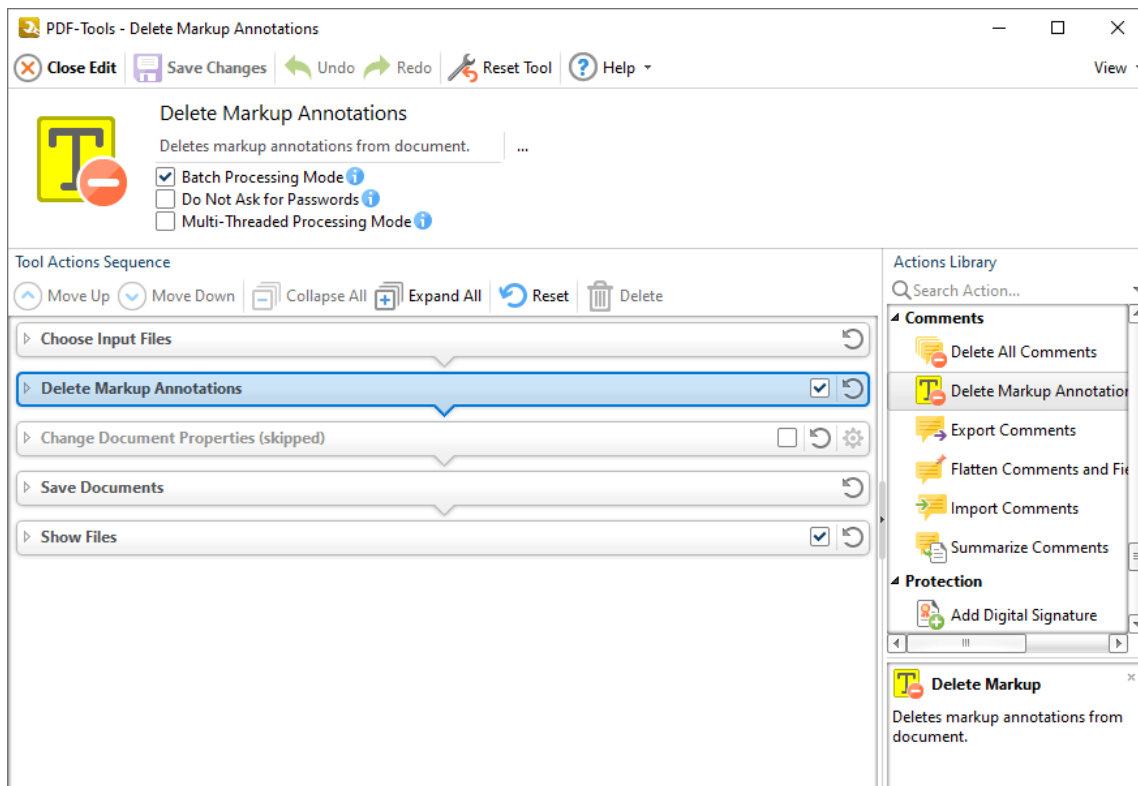 PDF-Tools - Delete Markup Annotations
Close Edit Save Changes Undo Redo Reset Tool ? Help View
Delete Markup Annotations
Deletes markup annotations from document. ...
Batch Processing Mode i
Do Not Ask for Passwords i
Multi-Threaded Processing Mode i
Tool Actions Sequence
Move Up Move Down Collapse All Expand All Reset Delete
Choose Input Files
Delete Markup Annotations
Change Document Properties (skipped)
Save Documents
Show Files
Actions Library
Search Action...
Comments
Delete All Comments
Delete Markup Annotation
Export Comments
Flatten Comments and Fie
Import Comments
Summarize Comments
Protection
Add Digital Signature
Delete Markup
Deletes markup annotations from
document.